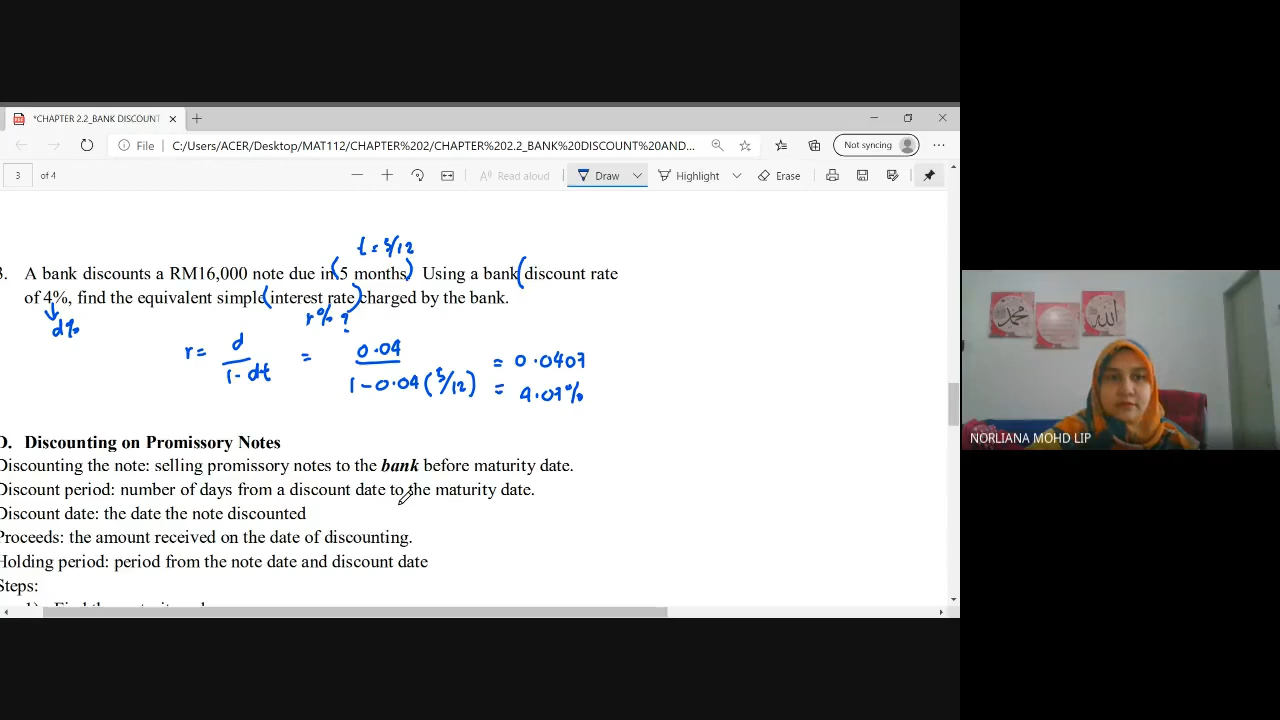 *CHAPTER 2.2_BANK DISCOUNT
File C:/Users/ACER/Desktop/MAT112/CHAPTER%202/CHAPTER%202.2_BANK%20DISCOUNT%20AND... Not syncing
3 of 4 Read aloud Draw Highlight Erase
t = 5/12
3. A bank discounts a RM16,000 note due in (5 months) Using a bank (discount rate
of 4%, find the equivalent simple (interest rate) charged by the bank.
d% r% ?
r = d / 1 - dt = 0.04 / 1 - 0.04 (5/12) = 0.0407
= 4.07%
D. Discounting on Promissory Notes
Discounting the note: selling promissory notes to the bank before maturity date.
Discount period: number of days from a discount date to the maturity date.
Discount date: the date the note discounted
Proceeds: the amount received on the date of discounting.
Holding period: period from the note date and discount date
Steps:
NORLIANA MOHD LIP
محمد
الله